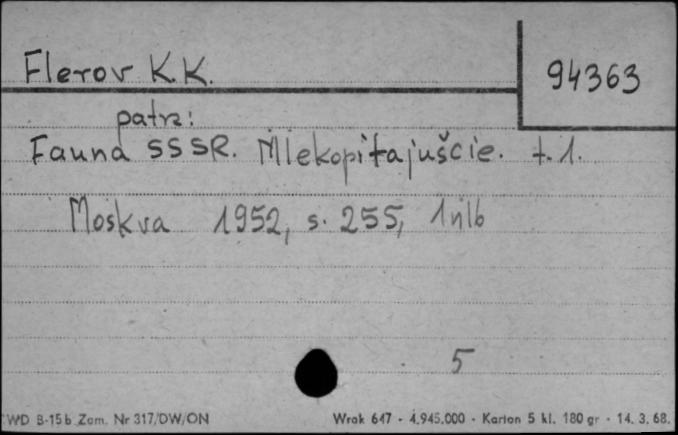 Flerov K.K.
94363
patrz:
Fauna SSSR. Mlekopitajuščie. t. 1.
Moskva 1952, s. 255, 1nlb
5
WD B-15b Zam. Nr 317/DW/ON
Wrak 647 - 4.945.000 - Karton 5 kl. 180 gr - 14. 3. 68.